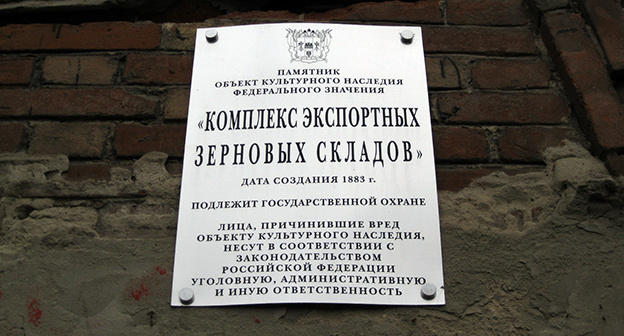 ПАМЯТНИК
ОБЪЕКТ КУЛЬТУРНОГО НАСЛЕДИЯ
ФЕДЕРАЛЬНОГО ЗНАЧЕНИЯ
«КОМПЛЕКС ЭКСПОРТНЫХ
ЗЕРНОВЫХ СКЛАДОВ»
ДАТА СОЗДАНИЯ 1883 г.
ПОДЛЕЖИТ ГОСУДАРСТВЕННОЙ ОХРАНЕ
ЛИЦА, ПРИЧИНИВШИЕ ВРЕД
ОБЪЕКТУ КУЛЬТУРНОГО НАСЛЕДИЯ,
НЕСУТ В СООТВЕТСТВИИ С
ЗАКОНОДАТЕЛЬСТВОМ
РОССИЙСКОЙ ФЕДЕРАЦИИ
УГОЛОВНУЮ, АДМИНИСТРАТИВНУЮ
И ИНУЮ ОТВЕТСТВЕННОСТЬ